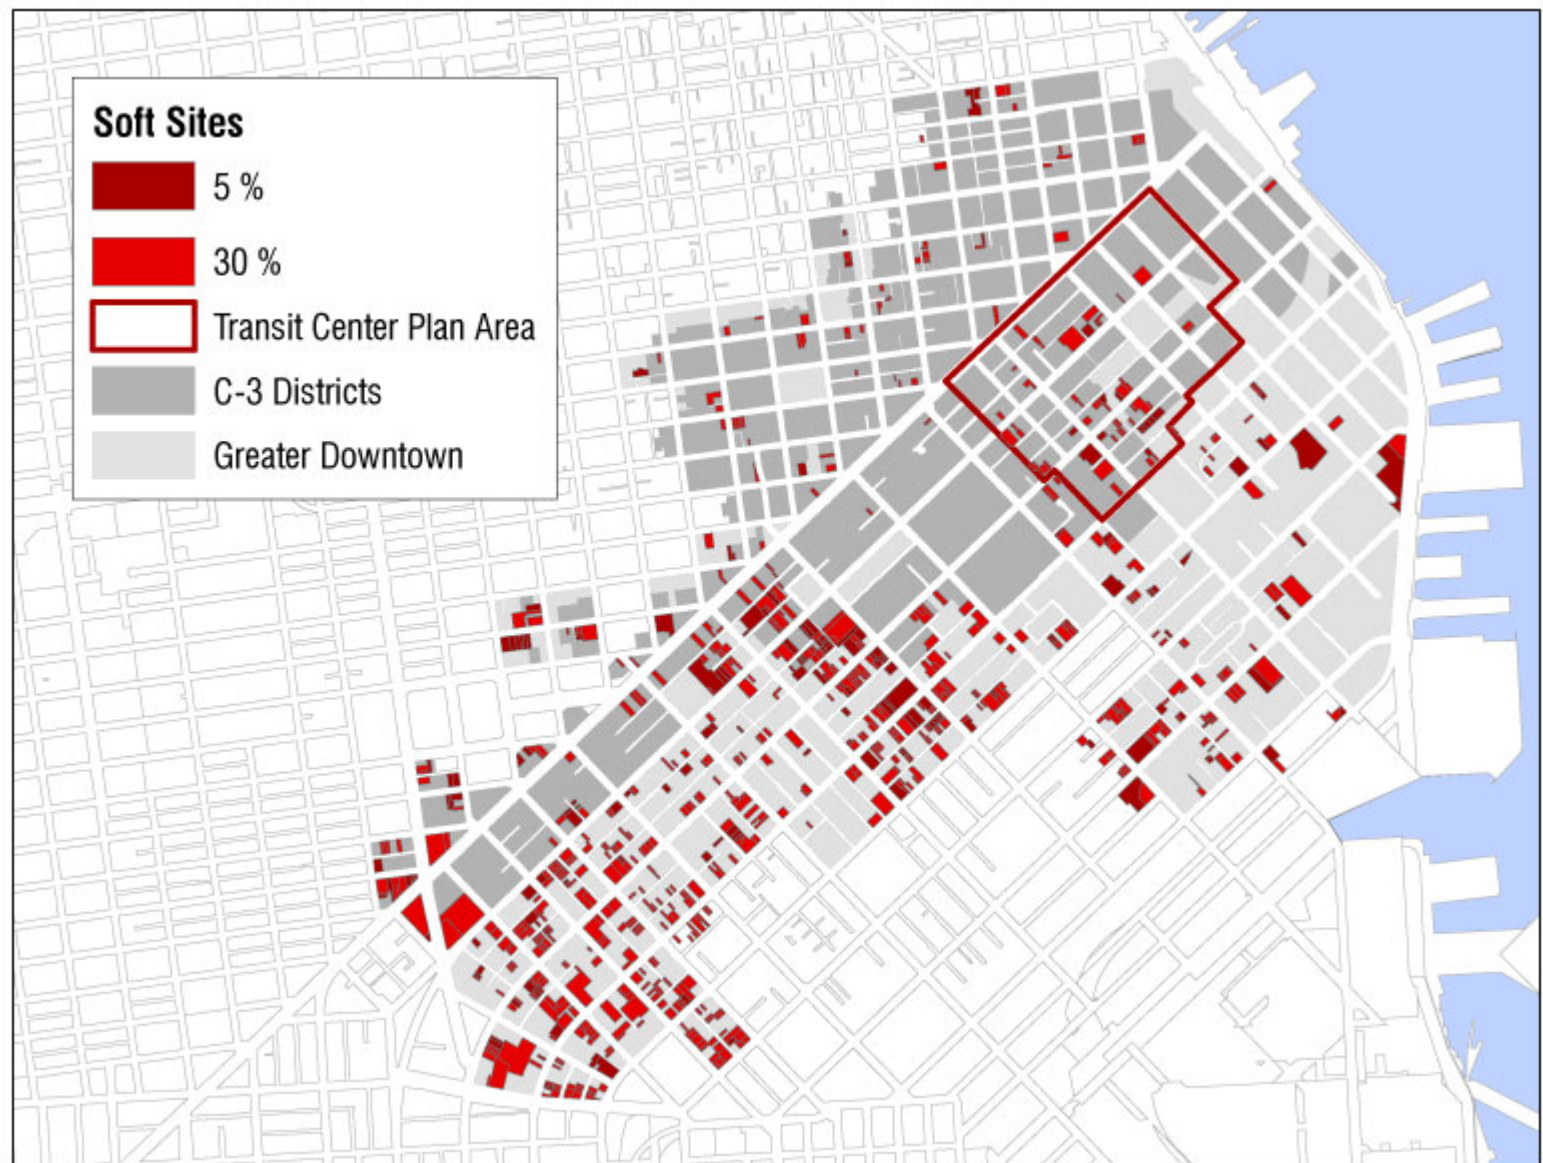 Soft Sites
5 %
30 %
Transit Center Plan Area
C-3 Districts
Greater Downtown